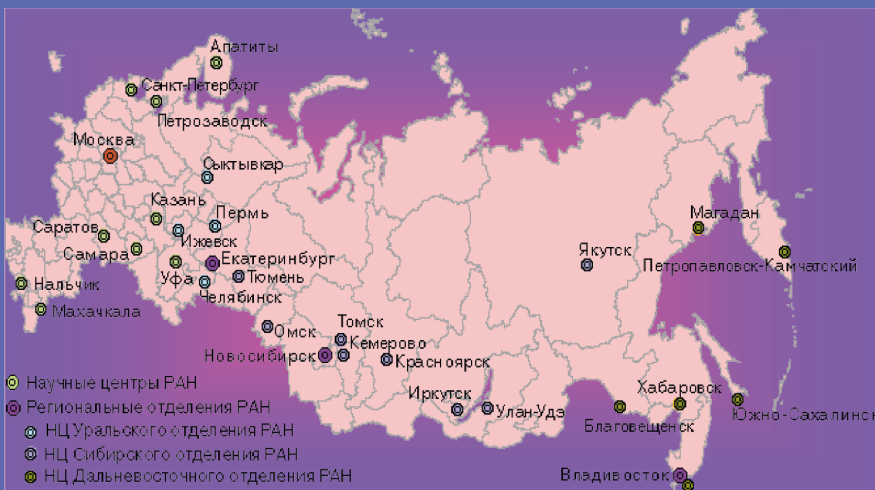 Апатиты
Санкт-Петербург
Петрозаводск
Москва
Сыктывкар
Казань
Пермь
Саратов
Ижевск
Самара
Екатеринбург
Уфа
Тюмень
Челябинск
Нальчик
Махачкала
Магадан
Якутск
Петропавловск-Камчатский
Омск
Томск
Кемерово
Новосибирск
Красноярск
Иркутск
Улан-Удэ
Хабаровск
Благовещенск
Южно-Сахалинск
Владивосток
Научные центры РАН
Региональные отделения РАН
НЦ Уральского отделения РАН
НЦ Сибирского отделения РАН
НЦ Дальневосточного отделения РАН